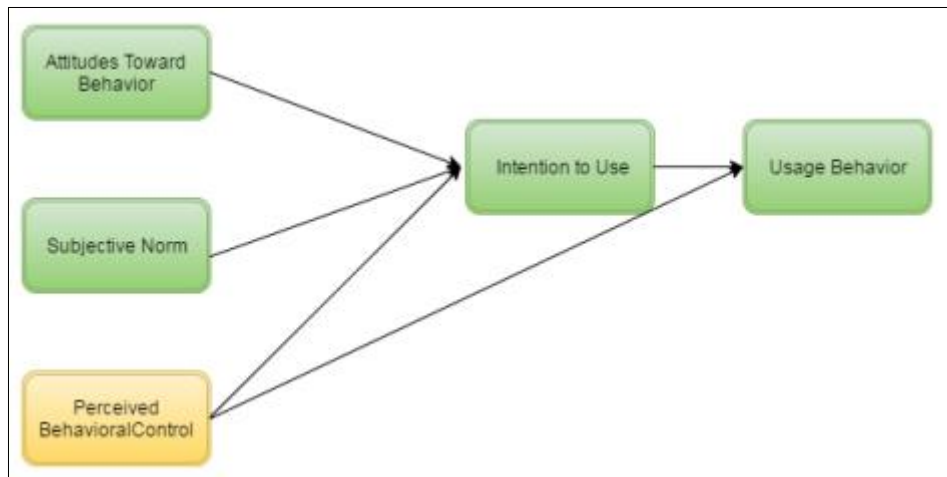 Attitudes Toward
Behavior
Intention to Use
Usage Behavior
Subjective Norm
Perceived
BehavioralControl